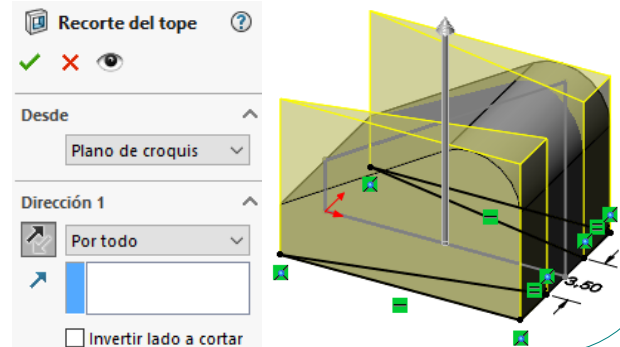 Recorte del tope
Desde
Plano de croquis
Dirección 1
Por todo
Invertir lado a cortar
3,50